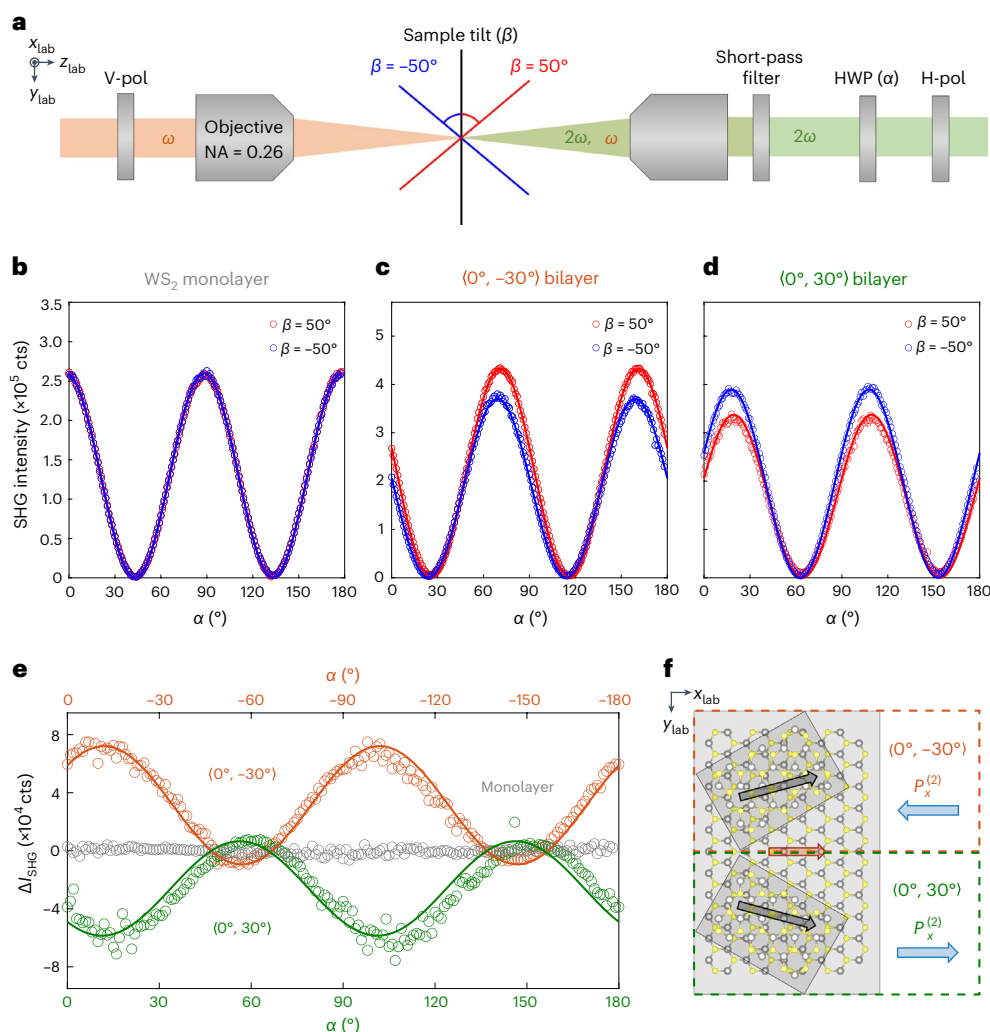 a
x_lab
z_lab
y_lab
V-pol
ω
Objective
NA = 0.26
Sample tilt (β)
β = −50°
β = 50°
2ω, ω
Short-pass
filter
2ω
HWP (α)
H-pol
b
WS₂ monolayer
SHG intensity (×10⁵ cts)
3.5
3.0
2.5
2.0
1.5
1.0
0.5
0
β = 50°
β = −50°
0 30 60 90 120 150 180
α (°)
c
⟨0°, −30°⟩ bilayer
5
4
3
2
1
0
β = 50°
β = −50°
0 30 60 90 120 150 180
α (°)
d
⟨0°, 30°⟩ bilayer
β = 50°
β = −50°
0 30 60 90 120 150 180
α (°)
e
α (°)
0 −30 −60 −90 −120 −150 −180
ΔI_SHG (×10⁴ cts)
8
4
0
−4
−8
⟨0°, −30°⟩
Monolayer
⟨0°, 30°⟩
0 30 60 90 120 150 180
α (°)
f
x_lab
y_lab
⟨0°, −30°⟩
P_x^(2)
⟨0°, 30°⟩
P_x^(2)